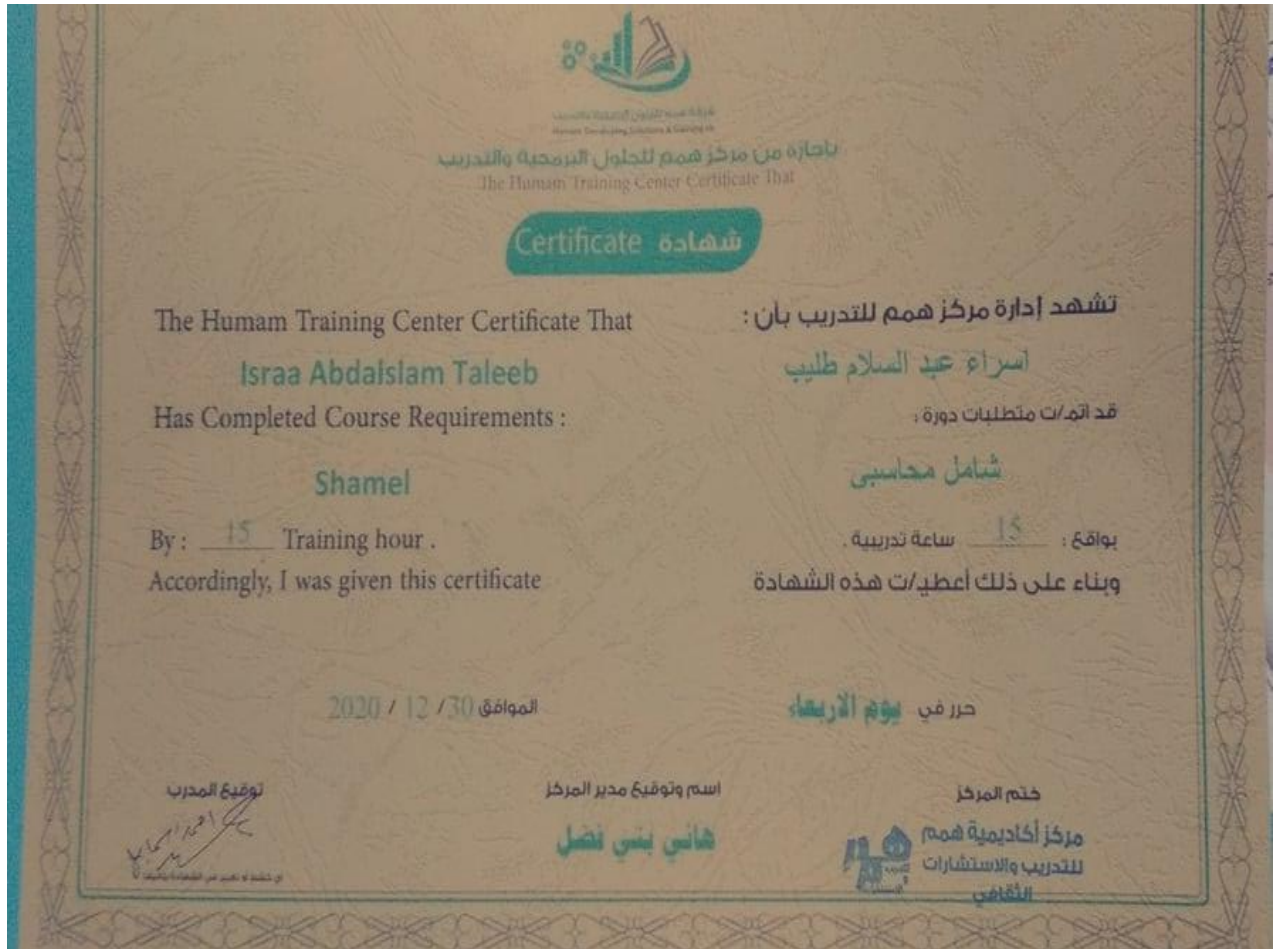 باجازة من مركز همم للحلول البرمجية والتدريب
The Humam Training Center Certificate That
Certificate شهادة
The Humam Training Center Certificate That
تشهد إدارة مركز همم للتدريب بأن :
Israa Abdalslam Taleeb
اسراء عبد السلام طليب
Has Completed Course Requirements :
قد اتم/ت متطلبات دورة :
Shamel
شامل محاسبي
By : 15 Training hour .
بواقع : 15 ساعة تدريبية .
Accordingly, I was given this certificate
وبناء على ذلك أعطي/ت هذه الشهادة
حرر في يوم الاربعاء
الموافق 30/ 12 / 2020
ختم المركز
اسم وتوقيع مدير المركز
توقيع المدرب
مركز أكاديمية همم
للتدريب والاستشارات
الثقافي
هاني بني فضل